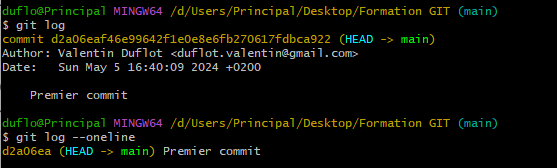 duflo@Principal MINGW64 /d/Users/Principal/Desktop/Formation GIT (main)
$ git log
commit d2a06eaf46e99642f1e0e8e6fb270617fdbca922 (HEAD -> main)
Author: Valentin Duflot <duflot.valentin@gmail.com>
Date:   Sun May 5 16:40:09 2024 +0200

    Premier commit

duflo@Principal MINGW64 /d/Users/Principal/Desktop/Formation GIT (main)
$ git log --oneline
d2a06ea (HEAD -> main) Premier commit